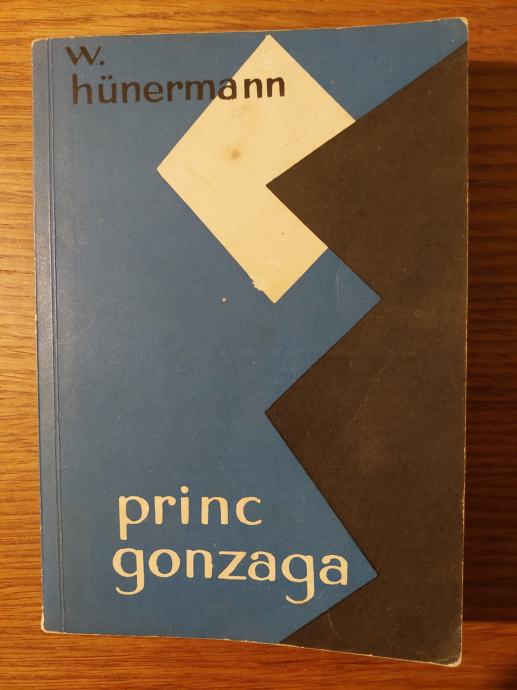 w.
hünermann
princ
gonzaga